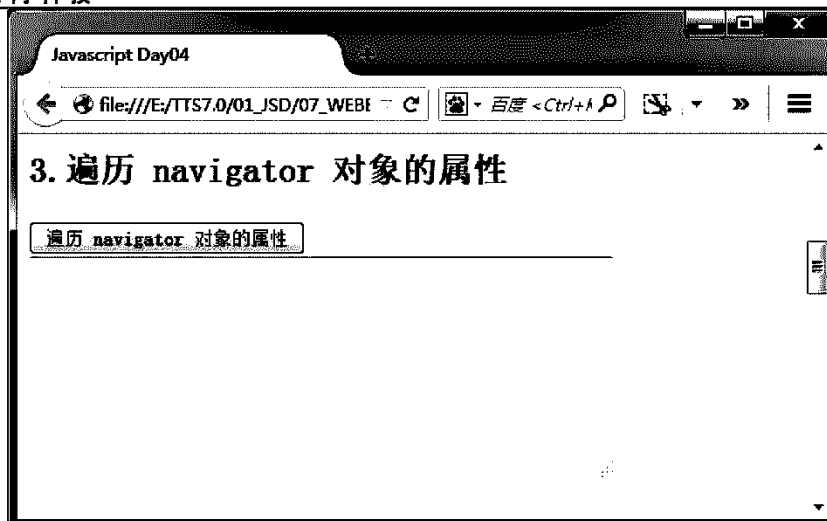 Javascript Day04
file:///E:/TTS7.0/01_JSD/07_WEBE
百度 <Ctrl+k
3. 遍历 navigator 对象的属性
遍历 navigator 对象的属性